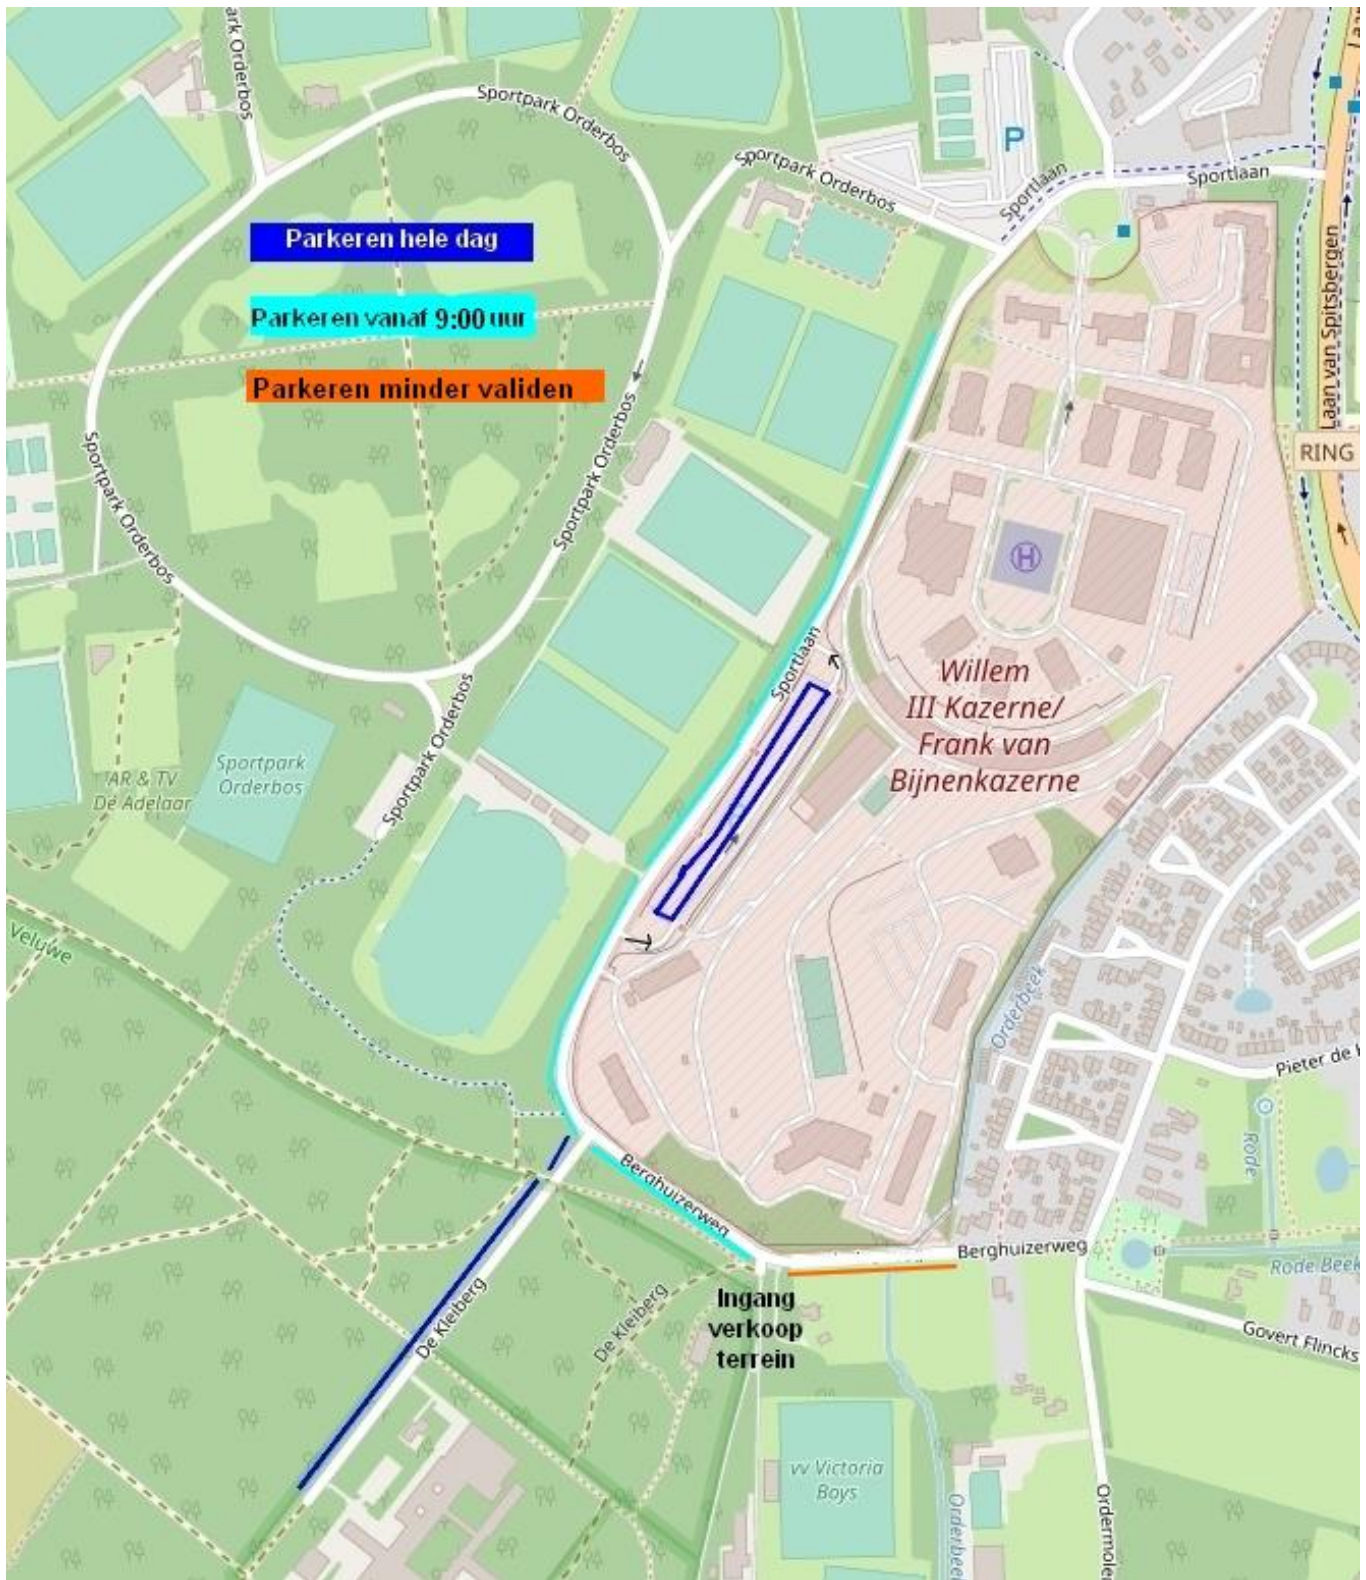 rk Orderbos
Sportpark Orderbos
P
Sportpark Orderbos
Sportlaan
Sportlaan
Laan van Spitsbergen
Parkeren hele dag
Parkeren vanaf 9:00 uur
Parkeren minder validen
RING
Sportpark Orderbos
Sportpark Orderbos
H
Sportlaan
Willem
III Kazerne/
Frank van
Bijnenkazerne
Sportpark Orderbos
Sportpark
Orderbos
AR & TV
De Adelaar
Veluwe
Orderbeek
Pieter de
Rode
Berghuizerweg
Berghuizerweg
Rode Beek
De Kleiberg
De Kleiberg
Ingang
verkoop
terrein
Govert Flincks
vv Victoria
Boys
Orderbee
Ordermole